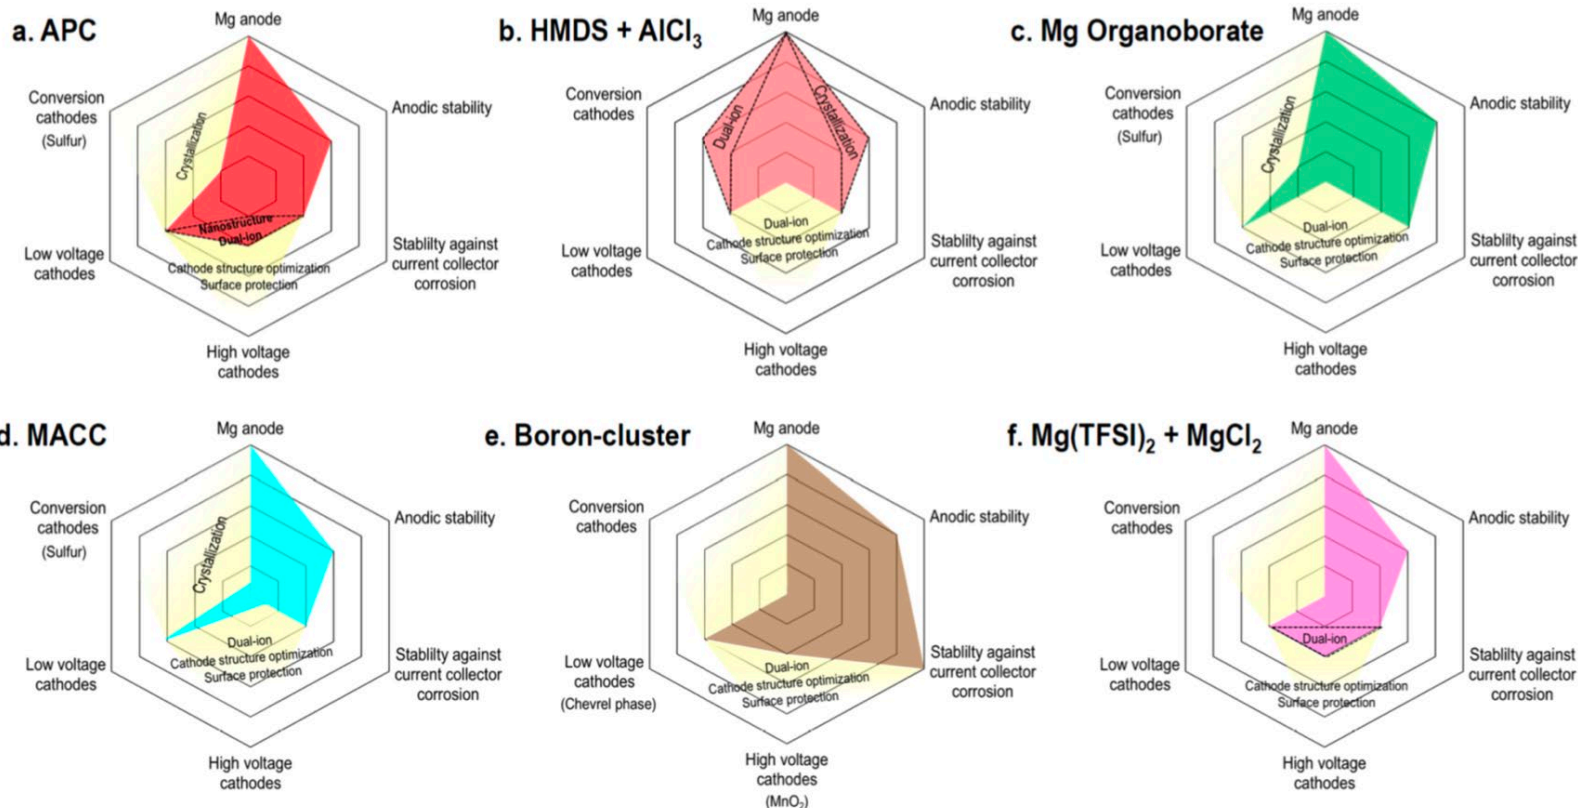 a. APC
Mg anode
Anodic stability
Stablilty against
current collector
corrosion
High voltage
cathodes
Low voltage
cathodes
Conversion
cathodes
(Sulfur)
Crystallization
Nanostructure
Dual-ion
Cathode structure optimization
Surface protection
b. HMDS + AlCl₃
Mg anode
Anodic stability
Stablilty against
current collector
corrosion
High voltage
cathodes
Low voltage
cathodes
Conversion
cathodes
Dual-ion
Crystallization
Dual-ion
Cathode structure optimization
Surface protection
c. Mg Organoborate
Mg anode
Anodic stability
Stablilty against
current collector
corrosion
High voltage
cathodes
Low voltage
cathodes
Conversion
cathodes
(Sulfur)
Crystallization
Dual-ion
Cathode structure optimization
Surface protection
d. MACC
Mg anode
Anodic stability
Stablilty against
current collector
corrosion
High voltage
cathodes
Low voltage
cathodes
Conversion
cathodes
(Sulfur)
Crystallization
Dual-ion
Cathode structure optimization
Surface protection
e. Boron-cluster
Mg anode
Anodic stability
Stablilty against
current collector
corrosion
High voltage
cathodes
(MnO₂)
Low voltage
cathodes
(Chevrel phase)
Conversion
cathodes
Dual-ion
Cathode structure optimization
Surface protection
f. Mg(TFSI)₂ + MgCl₂
Mg anode
Anodic stability
Stablilty against
current collector
corrosion
High voltage
cathodes
Low voltage
cathodes
Conversion
cathodes
Dual-ion
Cathode structure optimization
Surface protection